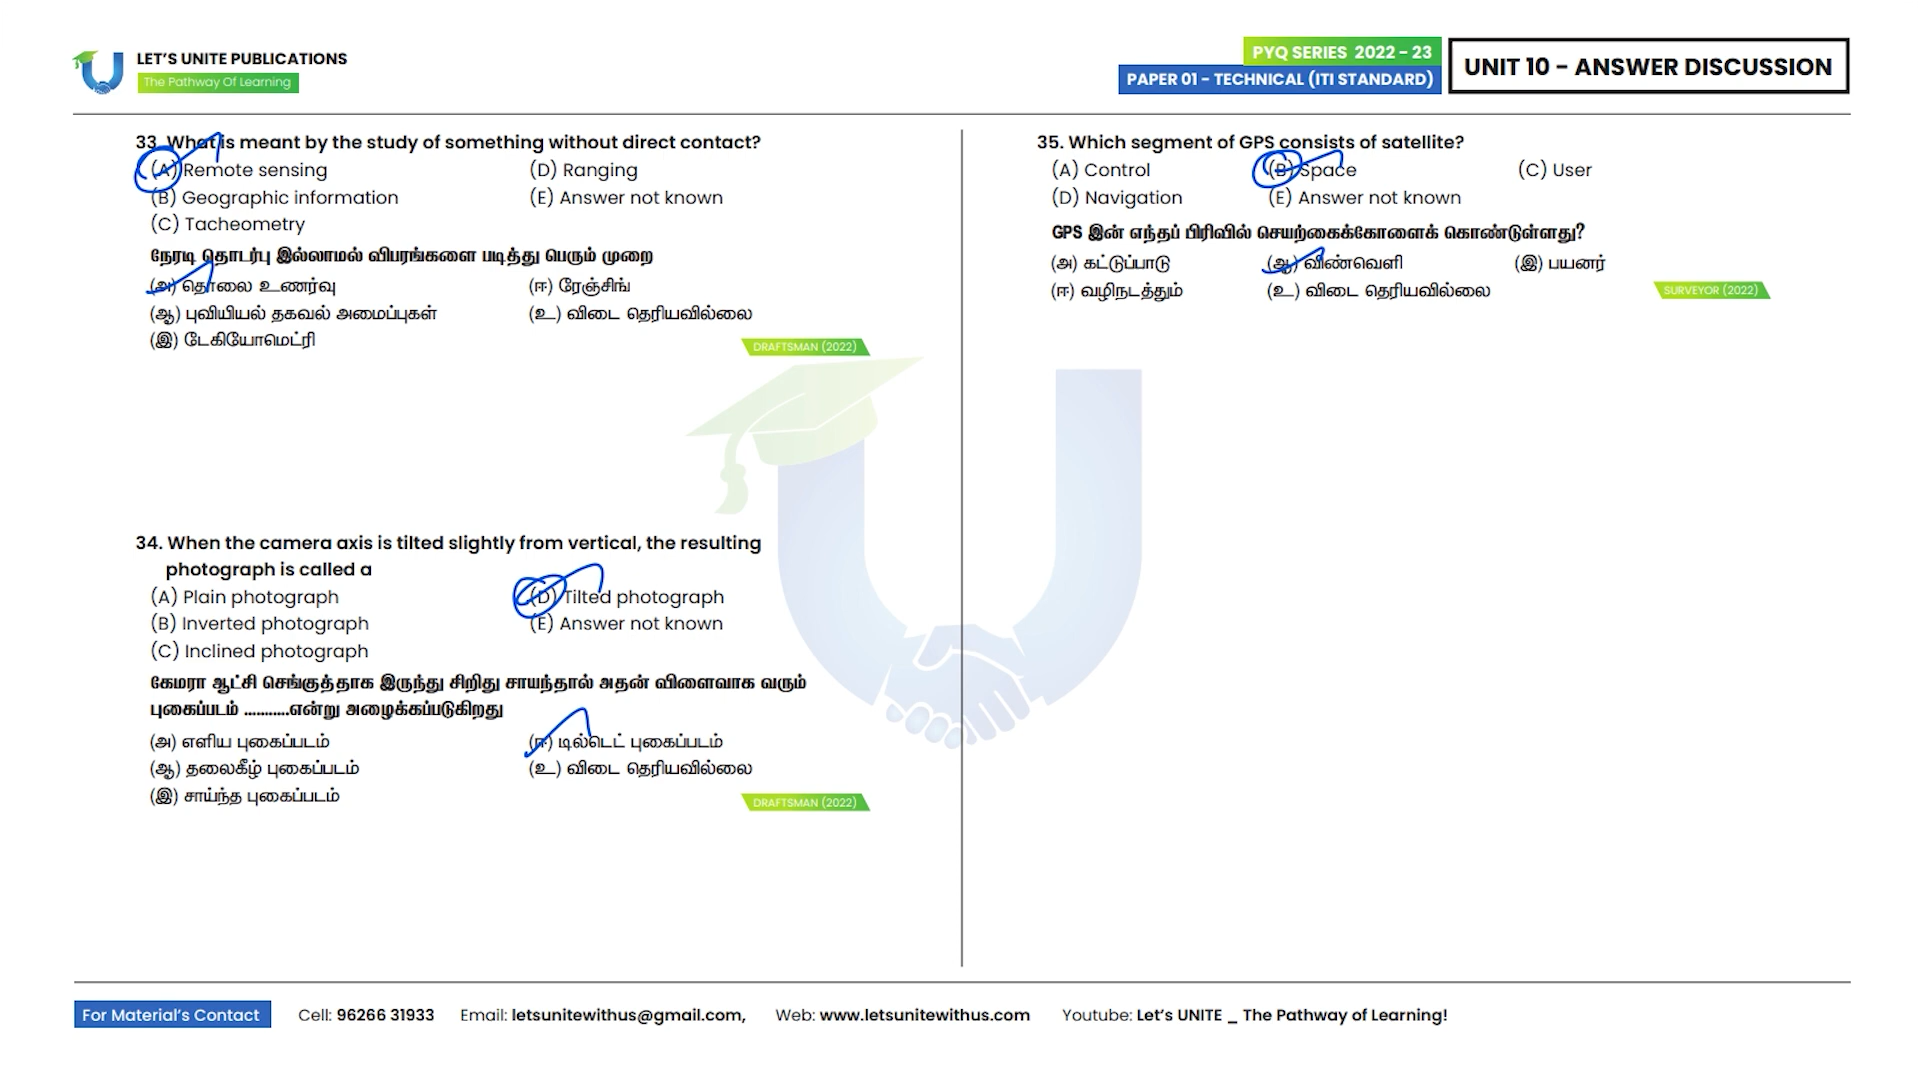 LET'S UNITE PUBLICATIONS
The Pathway Of Learning
PYQ SERIES 2022 - 23
PAPER 01 - TECHNICAL (ITI STANDARD)
UNIT 10 - ANSWER DISCUSSION
33. What is meant by the study of something without direct contact?
(A) Remote sensing (D) Ranging
(B) Geographic information (E) Answer not known
(C) Tacheometry
நேரடி தொடர்பு இல்லாமல் விபரங்களை படித்து பெரும் முறை
(அ) தொலை உணர்வு (ஈ) ரேஞ்சிங்
(ஆ) புவியியல் தகவல் அமைப்புகள் (உ) விடை தெரியவில்லை
(இ) டேகியோமெட்ரி
DRAFTSMAN (2022)
34. When the camera axis is tilted slightly from vertical, the resulting
photograph is called a
(A) Plain photograph (D) Tilted photograph
(B) Inverted photograph (E) Answer not known
(C) Inclined photograph
கேமரா ஆட்சி செங்குத்தாக இருந்து சிறிது சாயந்தால் அதன் விளைவாக வரும்
புகைப்படம் ...........என்று அழைக்கப்படுகிறது
(அ) எளிய புகைப்படம் (ஈ) டில்டெட் புகைப்படம்
(ஆ) தலைகீழ் புகைப்படம் (உ) விடை தெரியவில்லை
(இ) சாய்ந்த புகைப்படம்
DRAFTSMAN (2022)
35. Which segment of GPS consists of satellite?
(A) Control (B) Space (C) User
(D) Navigation (E) Answer not known
GPS இன் எந்தப் பிரிவில் செயற்கைக்கோளைக் கொண்டுள்ளது?
(அ) கட்டுப்பாடு (ஆ) விண்வெளி (இ) பயனர்
(ஈ) வழிநடத்தும் (உ) விடை தெரியவில்லை
SURVEYOR (2022)
For Material's Contact Cell: 96266 31933 Email: letsunitewithus@gmail.com, Web: www.letsunitewithus.com Youtube: Let's UNITE _ The Pathway of Learning!